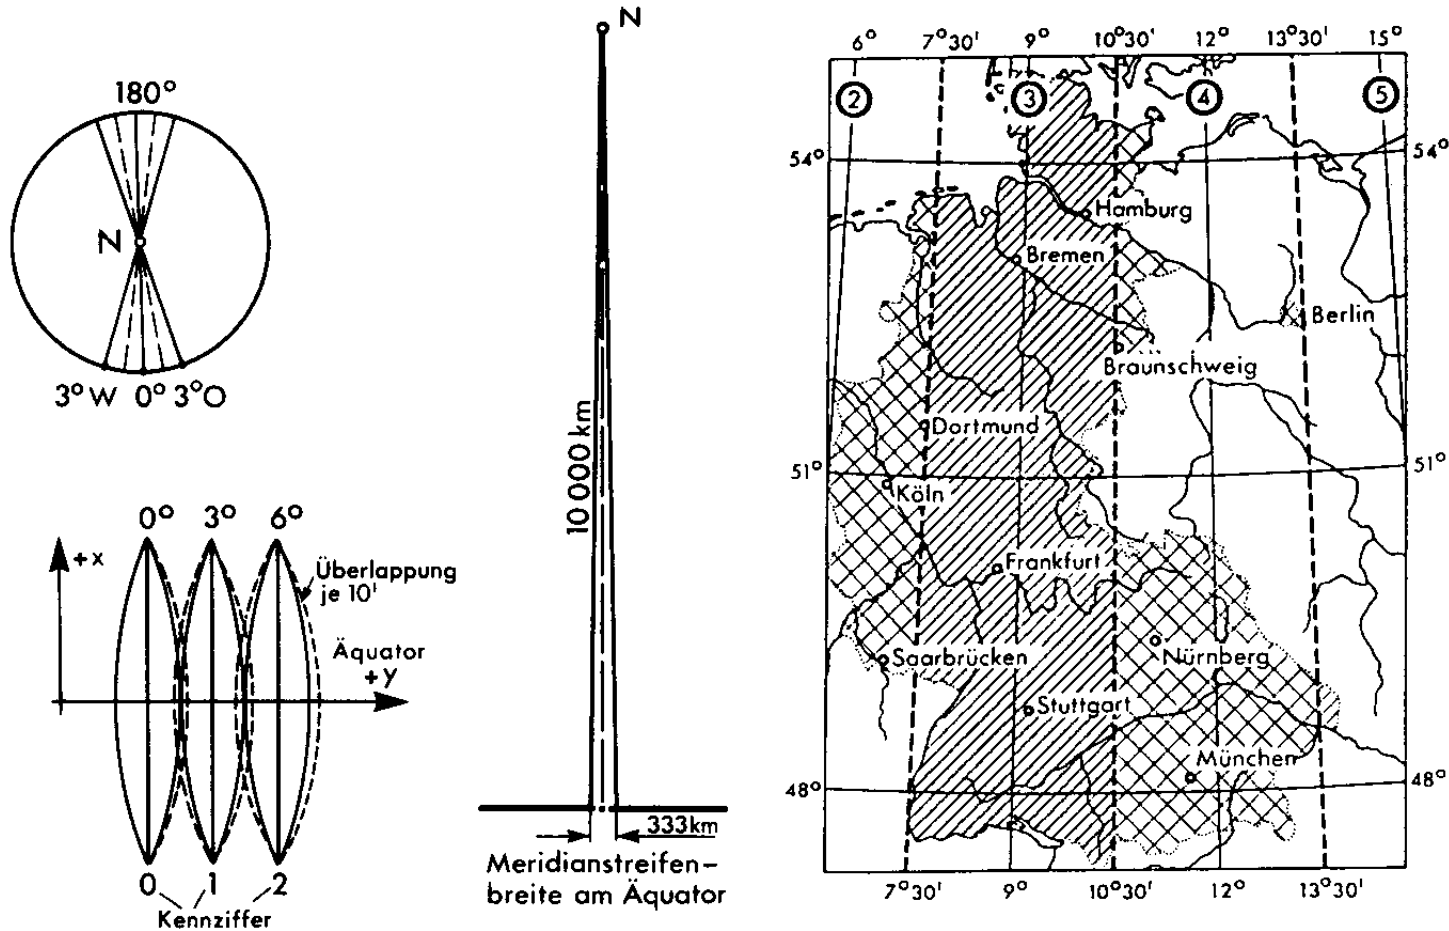 180°
N
3° W 0° 3° O
0° 3° 6°
+x
Überlappung
je 10'
Äquator
+y
0 1 2
Kennziffer
N
10 000 km
333km
Meridianstreifen–
breite am Äquator
6° 7°30' 9° 10°30' 12° 13°30' 15°
2 3 4 5
54° 54°
Hamburg
Bremen
Berlin
Braunschweig
Dortmund
51° 51°
Köln
Frankfurt
Saarbrücken
Nürnberg
Stuttgart
München
48° 48°
7°30' 9° 10°30' 12° 13°30'